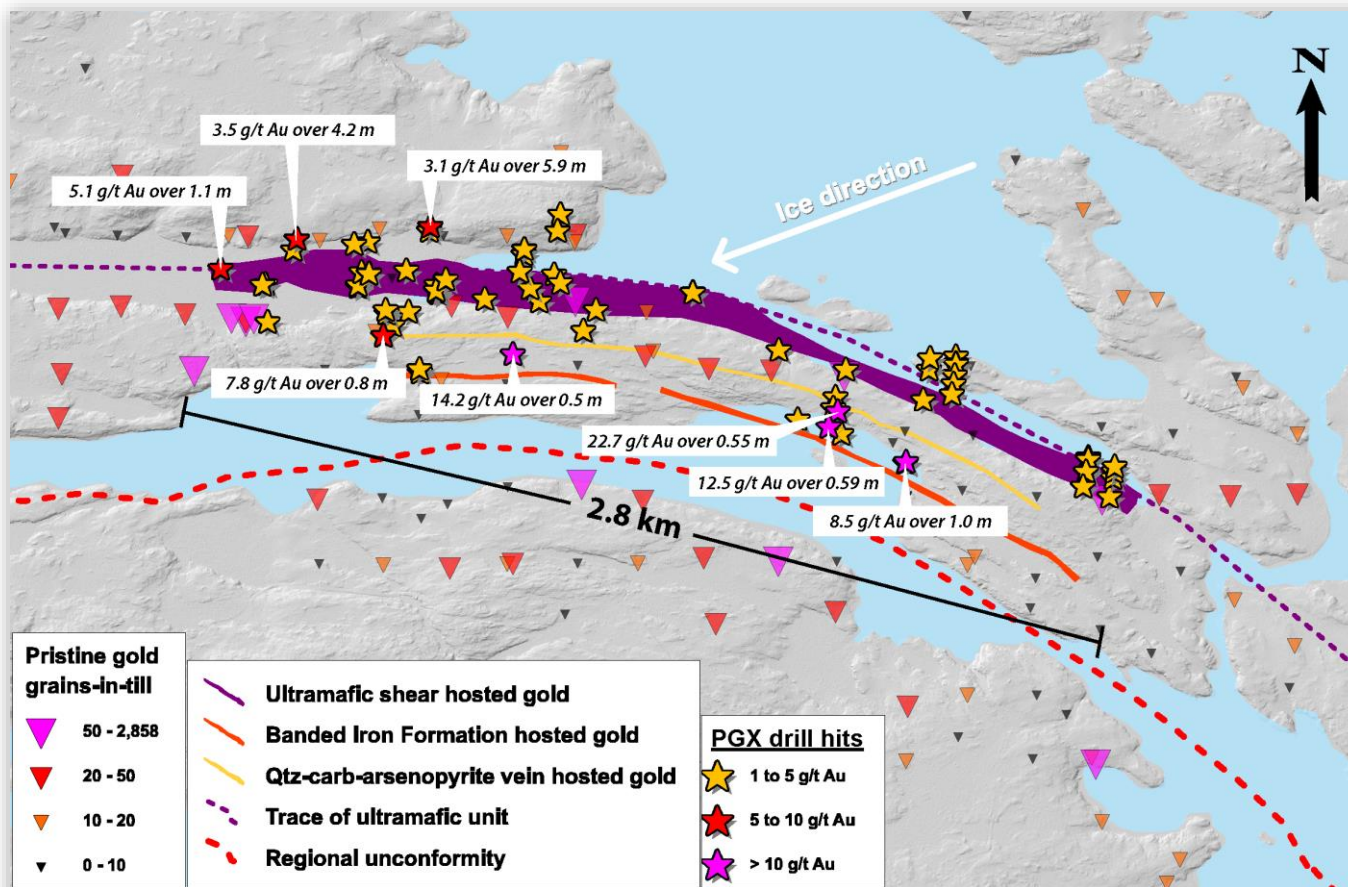 N
3.5 g/t Au over 4.2 m
3.1 g/t Au over 5.9 m
5.1 g/t Au over 1.1 m
Ice direction
7.8 g/t Au over 0.8 m
14.2 g/t Au over 0.5 m
22.7 g/t Au over 0.55 m
12.5 g/t Au over 0.59 m
8.5 g/t Au over 1.0 m
2.8 km
Pristine gold
grains-in-till
50 - 2,858
20 - 50
10 - 20
0 - 10
Ultramafic shear hosted gold
Banded Iron Formation hosted gold
Qtz-carb-arsenopyrite vein hosted gold
Trace of ultramafic unit
Regional unconformity
PGX drill hits
1 to 5 g/t Au
5 to 10 g/t Au
> 10 g/t Au